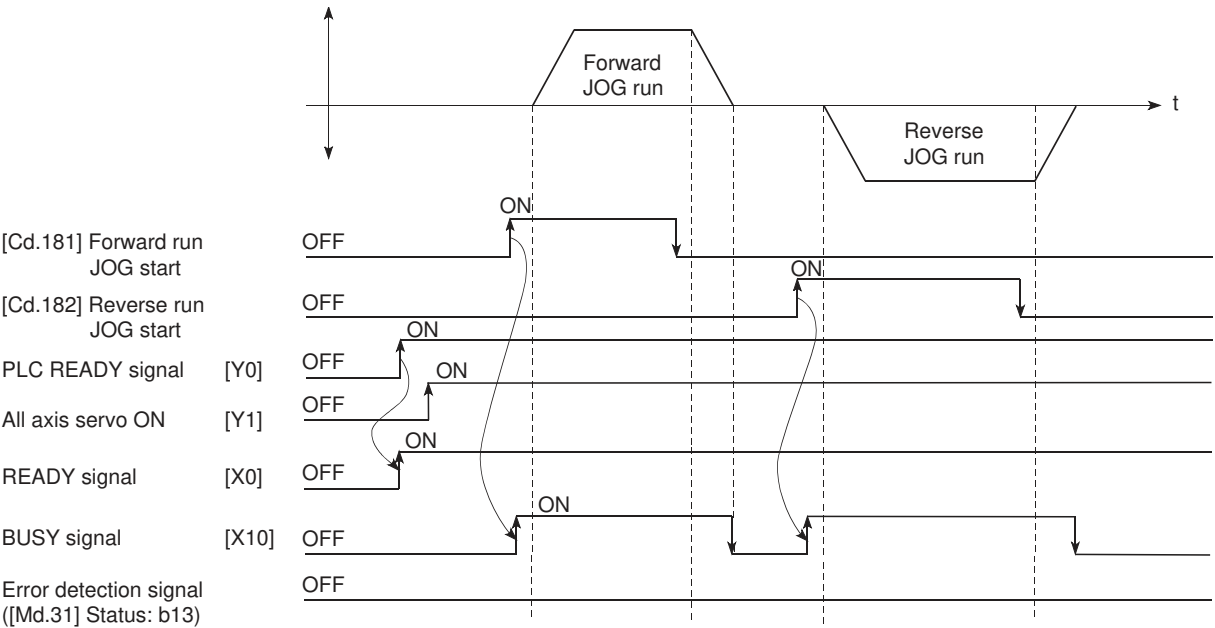 Forward
JOG run
t
Reverse
JOG run
ON
[Cd.181] Forward run
JOG start
OFF
ON
[Cd.182] Reverse run
JOG start
OFF
ON
PLC READY signal [Y0] OFF
ON
All axis servo ON [Y1] OFF
ON
READY signal [X0] OFF
ON
BUSY signal [X10] OFF
Error detection signal
([Md.31] Status: b13)
OFF